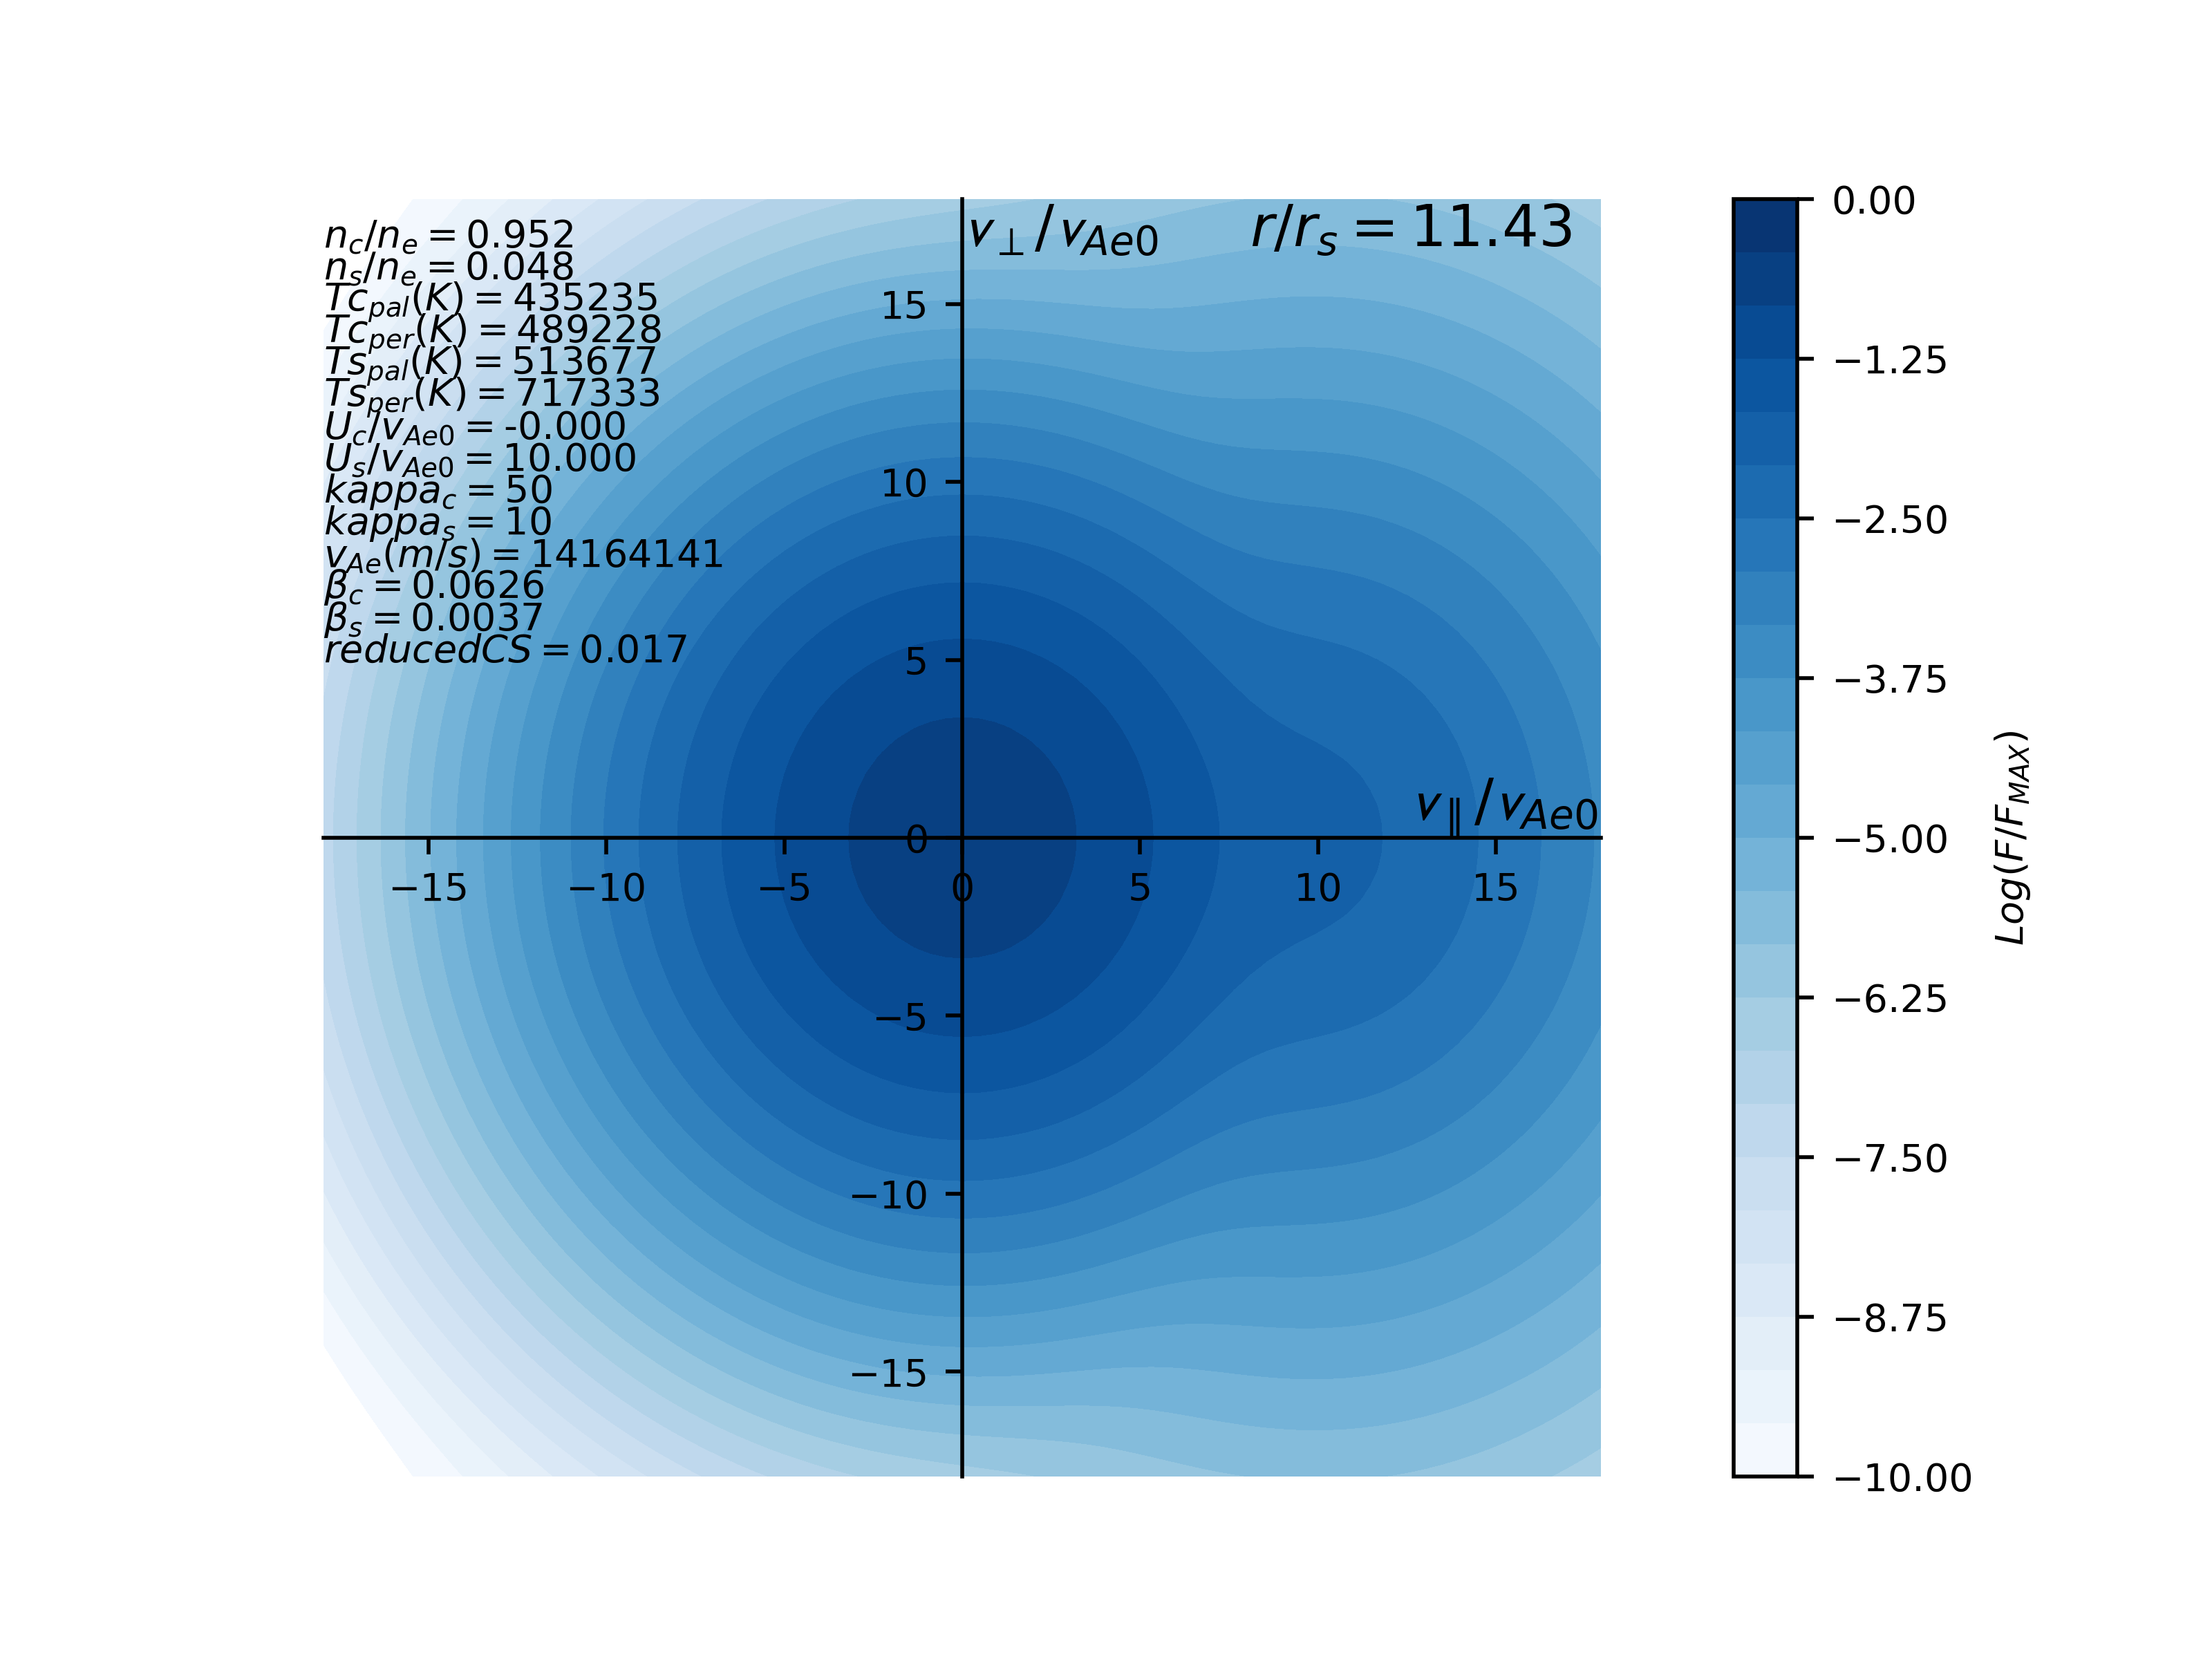 n_c/n_e = 0.952
n_s/n_e = 0.048
Tc_pal(K) = 435235
Tc_per(K) = 489228
Ts_pal(K) = 513677
Ts_per(K) = 717333
U_c/v_Ae0 = -0.000
U_s/v_Ae0 = 10.000
kappa_c = 50
kappa_s = 10
v_Ae(m/s) = 14164141
β_c = 0.0626
β_s = 0.0037
reducedCS = 0.017
v_⊥/v_Ae0
r/r_s = 11.43
15
10
5
0
−5
−10
−15
v_∥/v_Ae0
−15 −10 −5 0 5 10 15
0.00
−1.25
−2.50
−3.75
−5.00
−6.25
−7.50
−8.75
−10.00
Log(F/F_MAX)